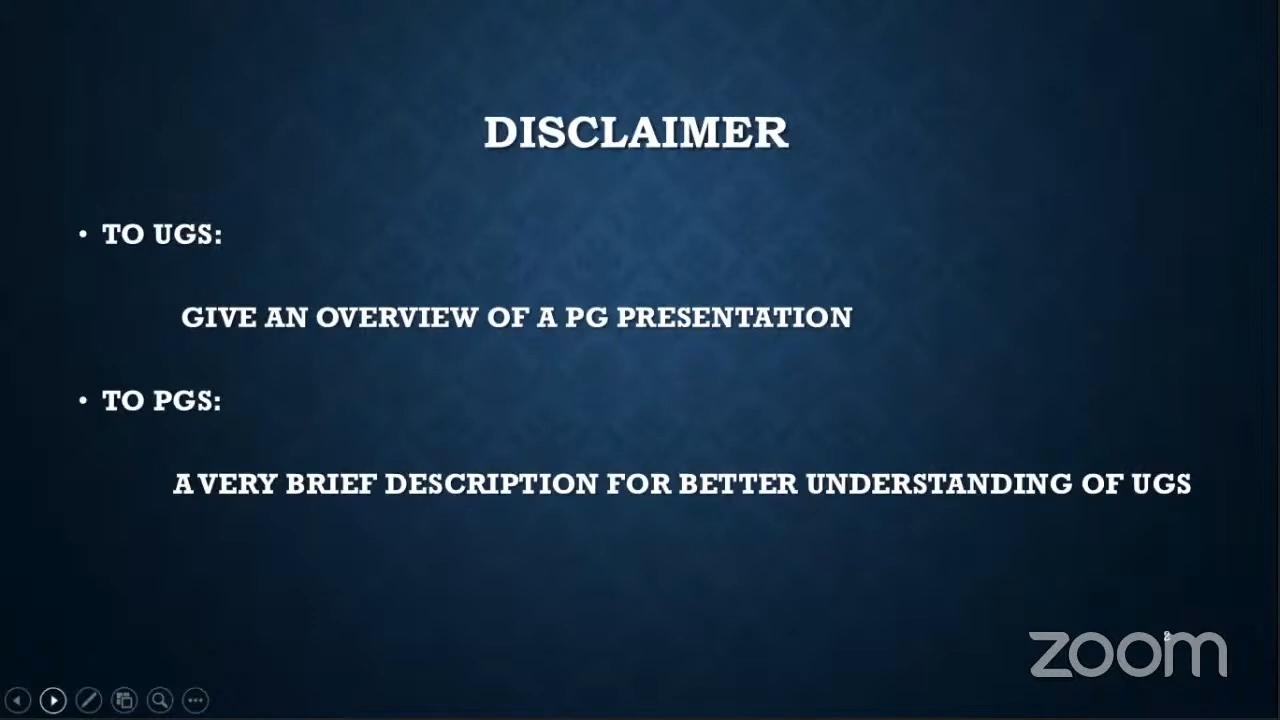 DISCLAIMER
• TO UGS:
GIVE AN OVERVIEW OF A PG PRESENTATION
• TO PGS:
A VERY BRIEF DESCRIPTION FOR BETTER UNDERSTANDING OF UGS
2
zoom